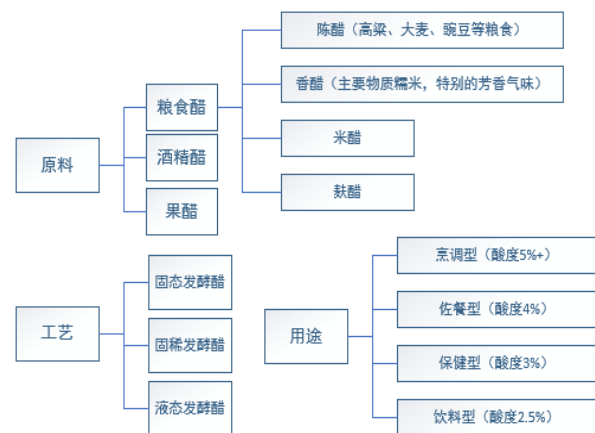 陈醋（高粱、大麦、豌豆等粮食）
香醋（主要物质糯米，特别的芳香气味）
粮食醋
米醋
酒精醋
原料
麸醋
果醋
烹调型（酸度5%+）
固态发酵醋
佐餐型（酸度4%）
工艺
用途
固稀发酵醋
保健型（酸度3%）
液态发酵醋
饮料型（酸度2.5%）